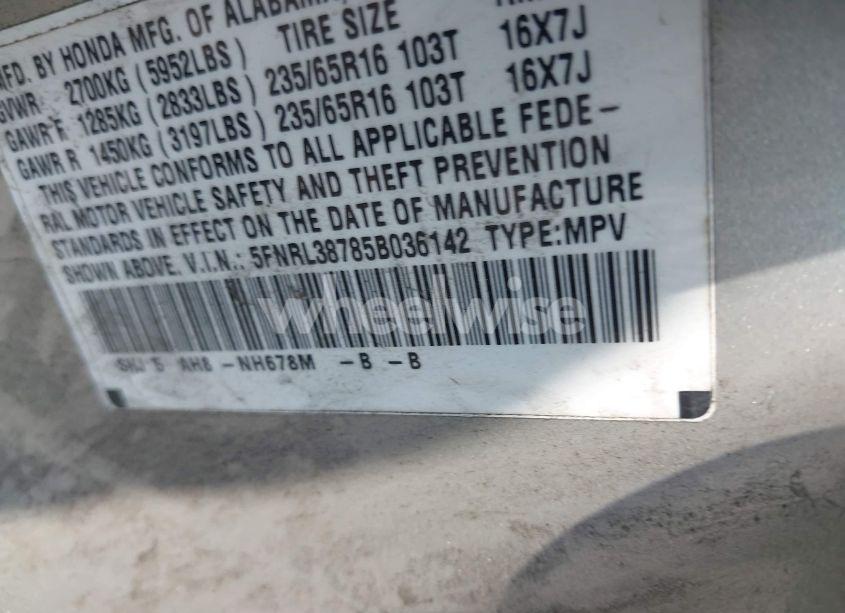 MFD. BY HONDA MFG. OF ALABAMA
GVWR 2700KG (5952LBS) TIRE SIZE
GAWR F 1285KG (2833LBS) 235/65R16 103T 16X7J
GAWR R 1450KG (3197LBS) 235/65R16 103T 16X7J
THIS VEHICLE CONFORMS TO ALL APPLICABLE FEDE-
RAL MOTOR VEHICLE SAFETY AND THEFT PREVENTION
STANDARDS IN EFFECT ON THE DATE OF MANUFACTURE
SHOWN ABOVE. V.I.N.: 5FNRL38785B036142 TYPE:MPV
wheelwise
AH8 -NH678M -B -B